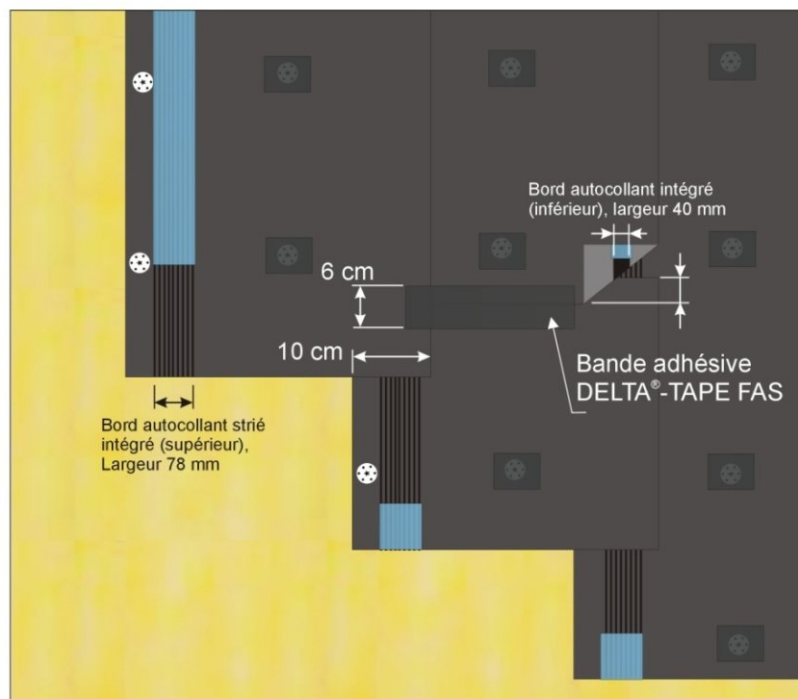 Bord autocollant intégré
(inférieur), largeur 40 mm
6 cm
10 cm
Bande adhésive
DELTA®-TAPE FAS
Bord autocollant strié
intégré (supérieur),
Largeur 78 mm